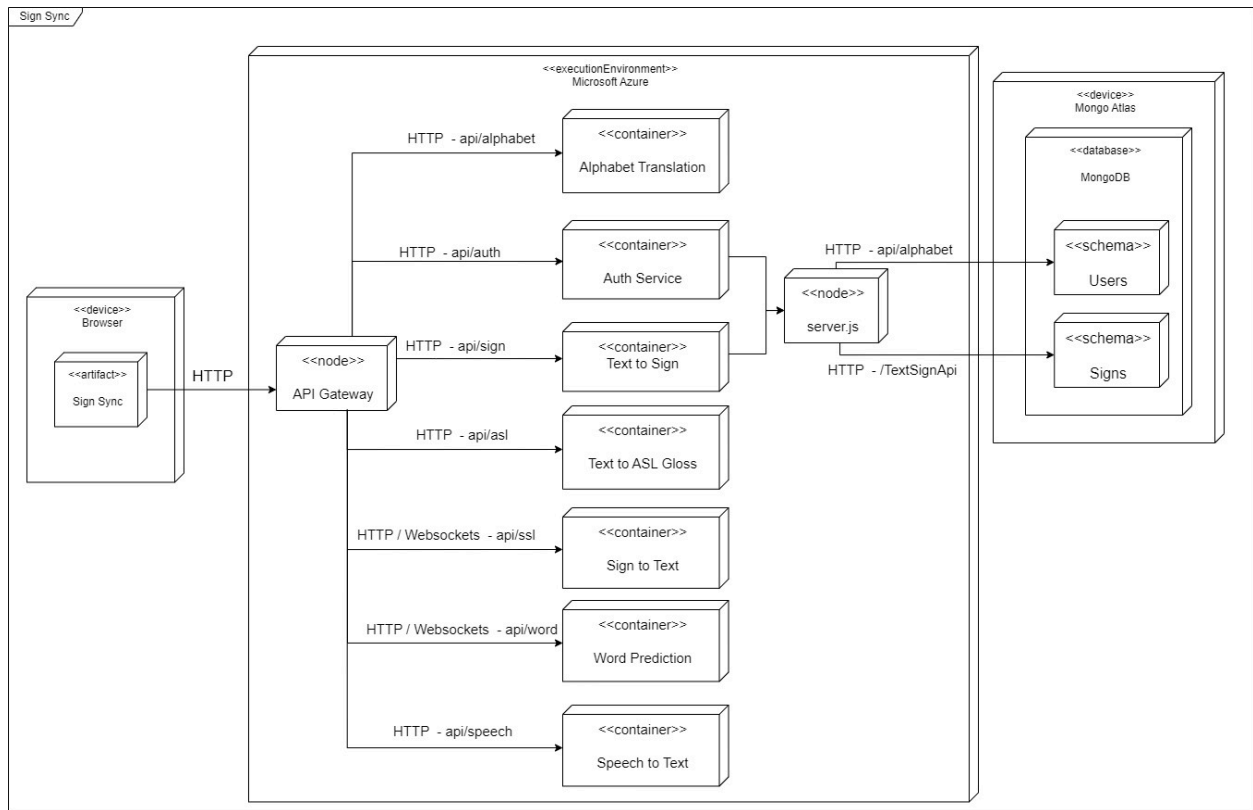 Sign Sync
<<executionEnvironment>>
Microsoft Azure
<<device>>
Mongo Atlas
<<database>>
MongoDB
<<schema>>
Users
<<schema>>
Signs
<<device>>
Browser
<<artifact>>
Sign Sync
HTTP
<<node>>
API Gateway
HTTP - api/alphabet
<<container>>
Alphabet Translation
HTTP - api/auth
<<container>>
Auth Service
HTTP - api/sign
<<container>>
Text to Sign
HTTP - api/asl
<<container>>
Text to ASL Gloss
HTTP / Websockets - api/ssl
<<container>>
Sign to Text
HTTP / Websockets - api/word
<<container>>
Word Prediction
HTTP - api/speech
<<container>>
Speech to Text
<<node>>
server.js
HTTP - api/alphabet
HTTP - /TextSignApi